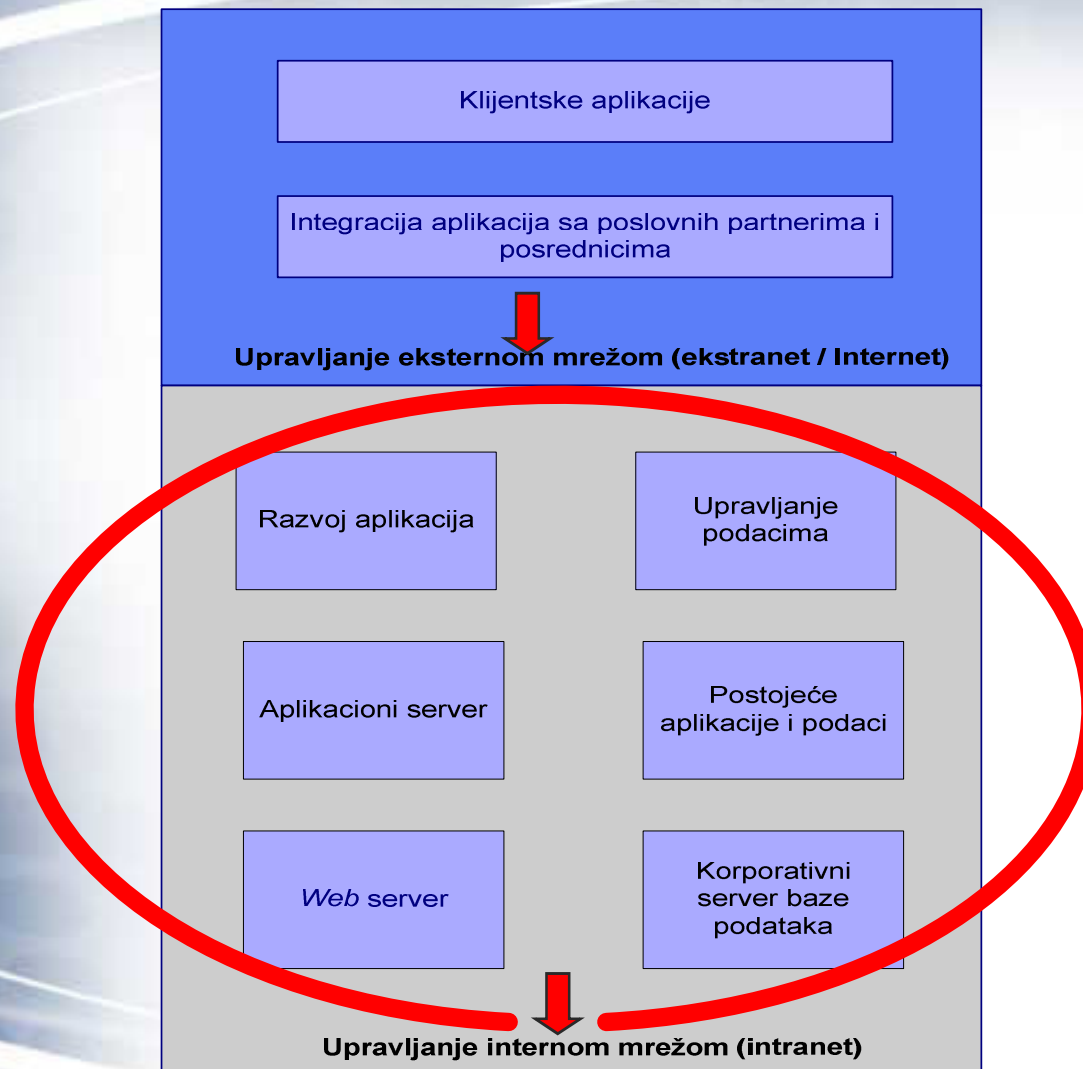 Klijentske aplikacije
Integracija aplikacija sa poslovnih partnerima i
posrednicima
Upravljanje eksternom mrežom (ekstranet / Internet)
Razvoj aplikacija
Upravljanje
podacima
Aplikacioni server
Postojeće
aplikacije i podaci
Web server
Korporativni
server baze
podataka
Upravljanje internom mrežom (intranet)